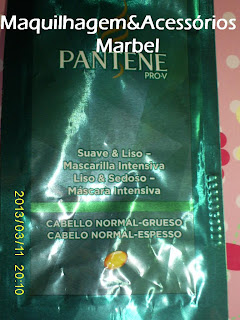 Maquilhagem&Acessórios
Marbel
PANTENE
PRO-V
Suave & Liso –
Mascarilla Intensiva
Liso & Sedoso –
Máscara Intensiva
CABELLO NORMAL-GRUESO
CABELO NORMAL-ESPESSO
2013/03/11 20:10